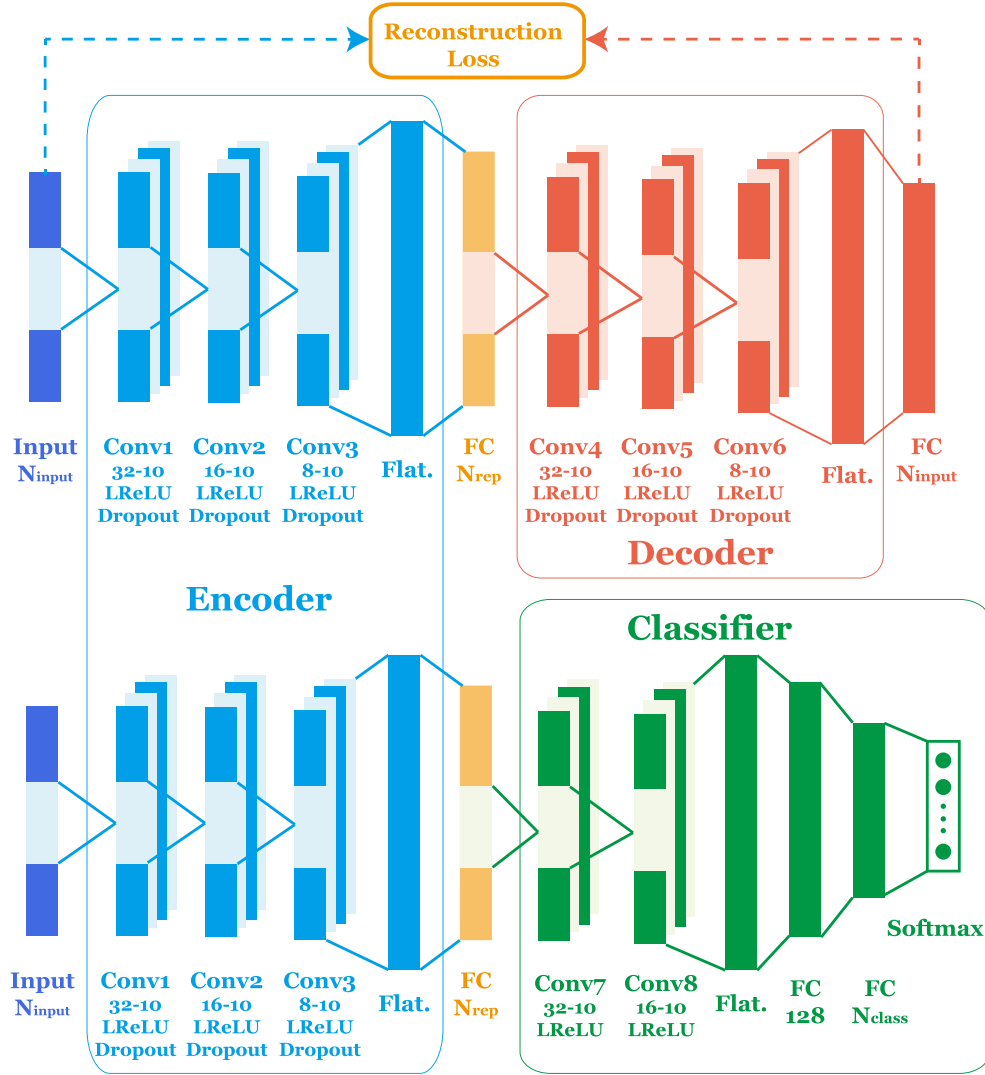 Reconstruction
Loss
Input
Ninput
Conv1
32-10
LReLU
Dropout
Conv2
16-10
LReLU
Dropout
Conv3
8-10
LReLU
Dropout
Flat.
FC
Nrep
Conv4
32-10
LReLU
Dropout
Conv5
16-10
LReLU
Dropout
Conv6
8-10
LReLU
Dropout
Flat.
FC
Ninput
Decoder
Encoder
Classifier
Input
Ninput
Conv1
32-10
LReLU
Dropout
Conv2
16-10
LReLU
Dropout
Conv3
8-10
LReLU
Dropout
Flat.
FC
Nrep
Conv7
32-10
LReLU
Conv8
16-10
LReLU
Flat.
FC
128
FC
Nclass
Softmax